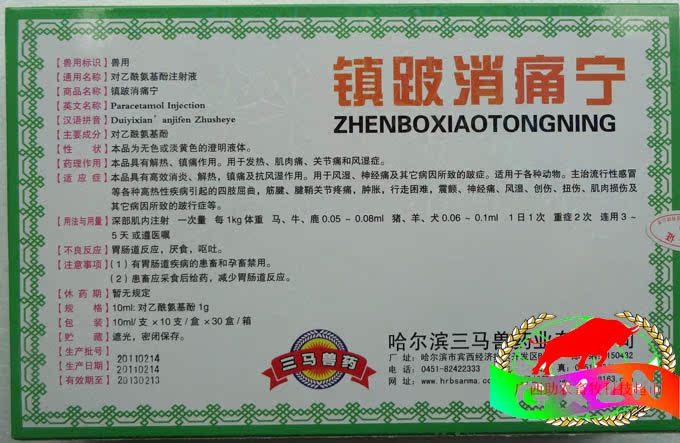 镇跛消痛宁
ZHENBOXIAOTONGNING
【兽用标识】兽用
【通用名称】对乙酰氨基酚注射液
【商品名称】镇跛消痛宁
【英文名称】Paracetamol Injection
【汉语拼音】Duiyixian’anjifen Zhusheye
【主要成分】对乙酰氨基酚
【性 状】本品为无色或淡黄色的澄明液体。
【药理作用】本品具有解热、镇痛作用。用于发热、肌肉痛、关节痛和风湿症。
【适 应 症】本品具有高效消炎、解热，镇痛及抗风湿作用。用于风湿、神经痛及其它病因所致的跛症。适用于各种动物。主治流行性感冒
等各种高热性疾病引起的四肢屈曲，筋腱、腱鞘关节疼痛，肿胀，行走困难，震颤、神经痛、风湿、创伤、扭伤、肌肉损伤及
其它病因所致的跛行症等。
【用法与用量】深部肌内注射 一次量 每1kg体重 马、牛、鹿0.05～0.08ml 猪、羊、犬0.06～0.1ml 1日1次 重症2次 连用3～
5天或遵医嘱
【不良反应】胃肠道反应，厌食，呕吐。
【注意事项】(1)有胃肠道疾病的患畜和孕畜禁用。
(2)患畜应采食后给药，减少胃肠道反应。
【休 药 期】暂无规定
【规 格】10ml:对乙酰氨基酚1g
【包 装】10ml/支×10支/盒×30盒/箱
【贮 藏】遮光，密闭保存。
【生产批号】20110214
【生产日期】20110214
【有效期至】20130213
三马兽药
哈尔滨三马兽药业
厂 址：哈尔滨市宾西经济
电 话：0451-82422333
网 址：www.hrbsanma.
150432